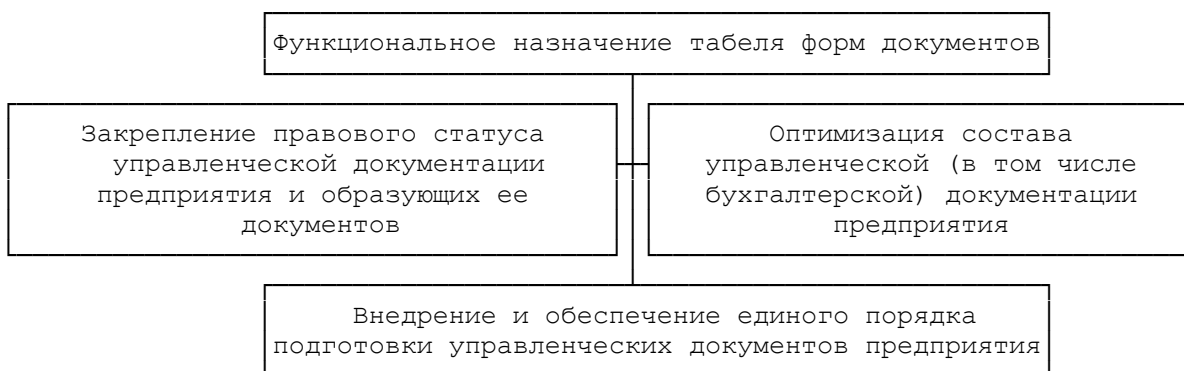 Функциональное назначение табеля форм документов
Закрепление правового статуса
управленческой документации
предприятия и образующих ее
документов
Оптимизация состава
управленческой (в том числе
бухгалтерской) документации
предприятия
Внедрение и обеспечение единого порядка
подготовки управленческих документов предприятия